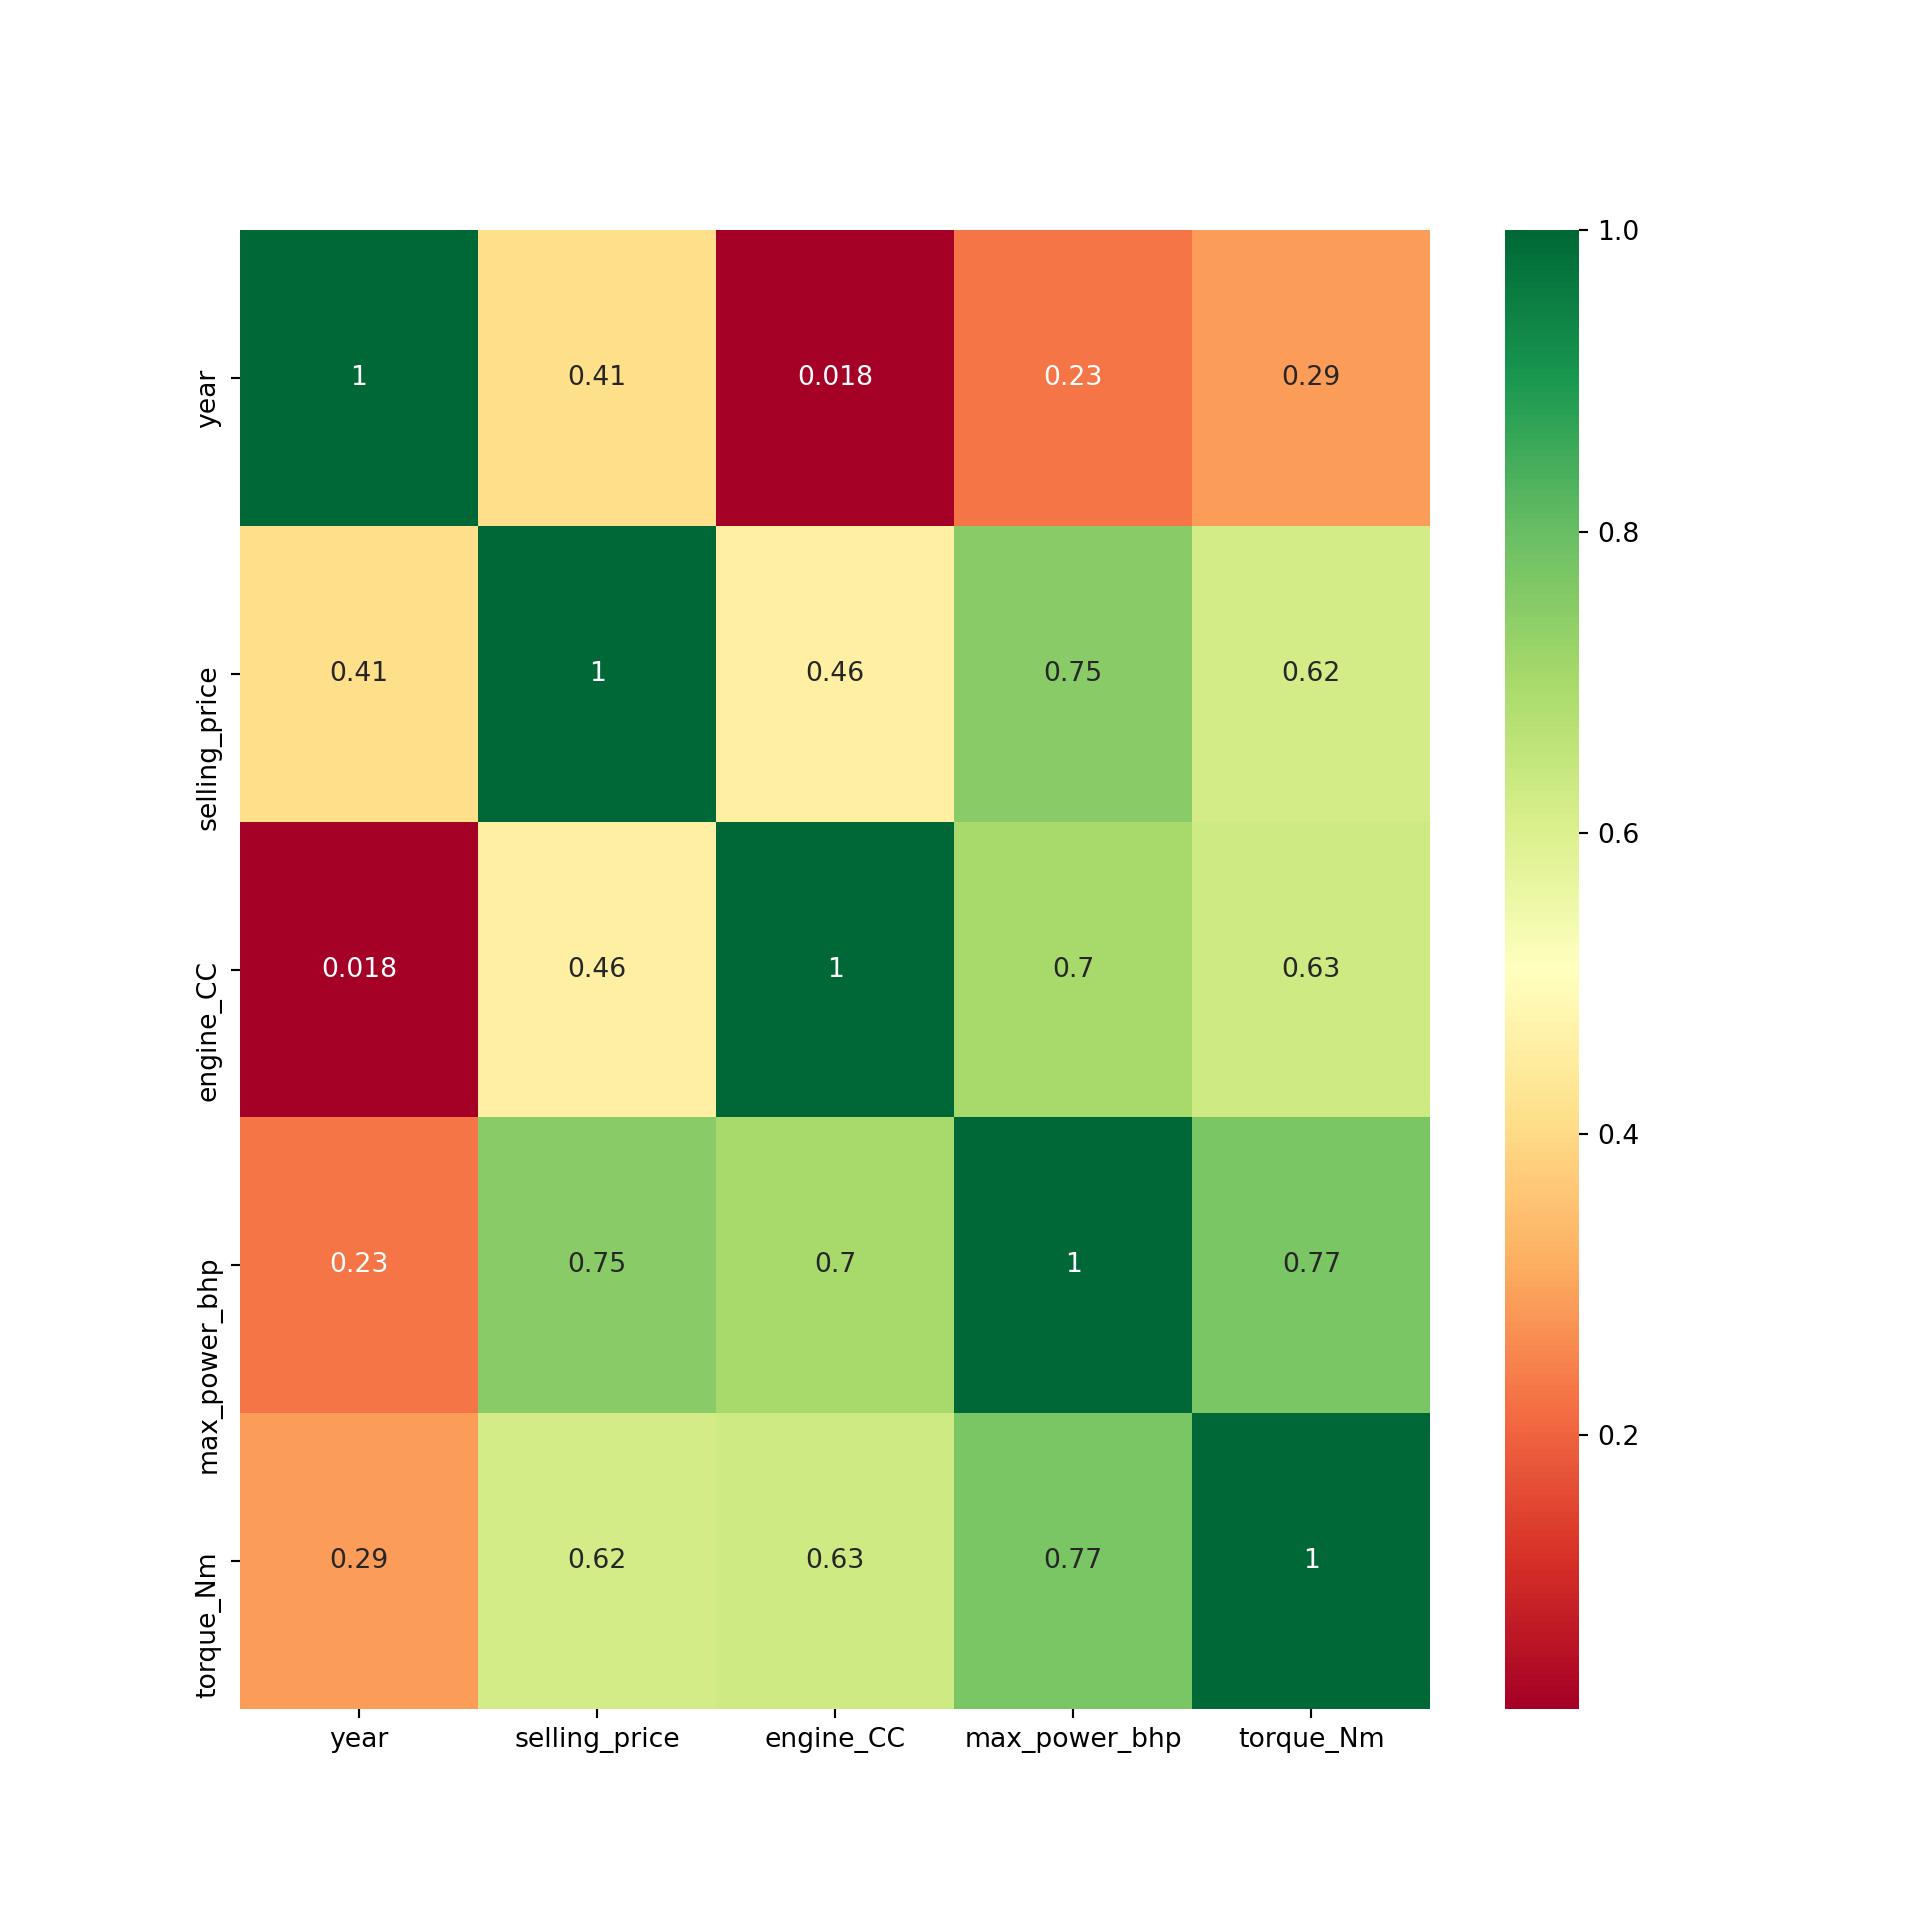 year 1 0.41 0.018 0.23 0.29
selling_price 0.41 1 0.46 0.75 0.62
engine_CC 0.018 0.46 1 0.7 0.63
max_power_bhp 0.23 0.75 0.7 1 0.77
torque_Nm 0.29 0.62 0.63 0.77 1
year selling_price engine_CC max_power_bhp torque_Nm
1.0
0.8
0.6
0.4
0.2